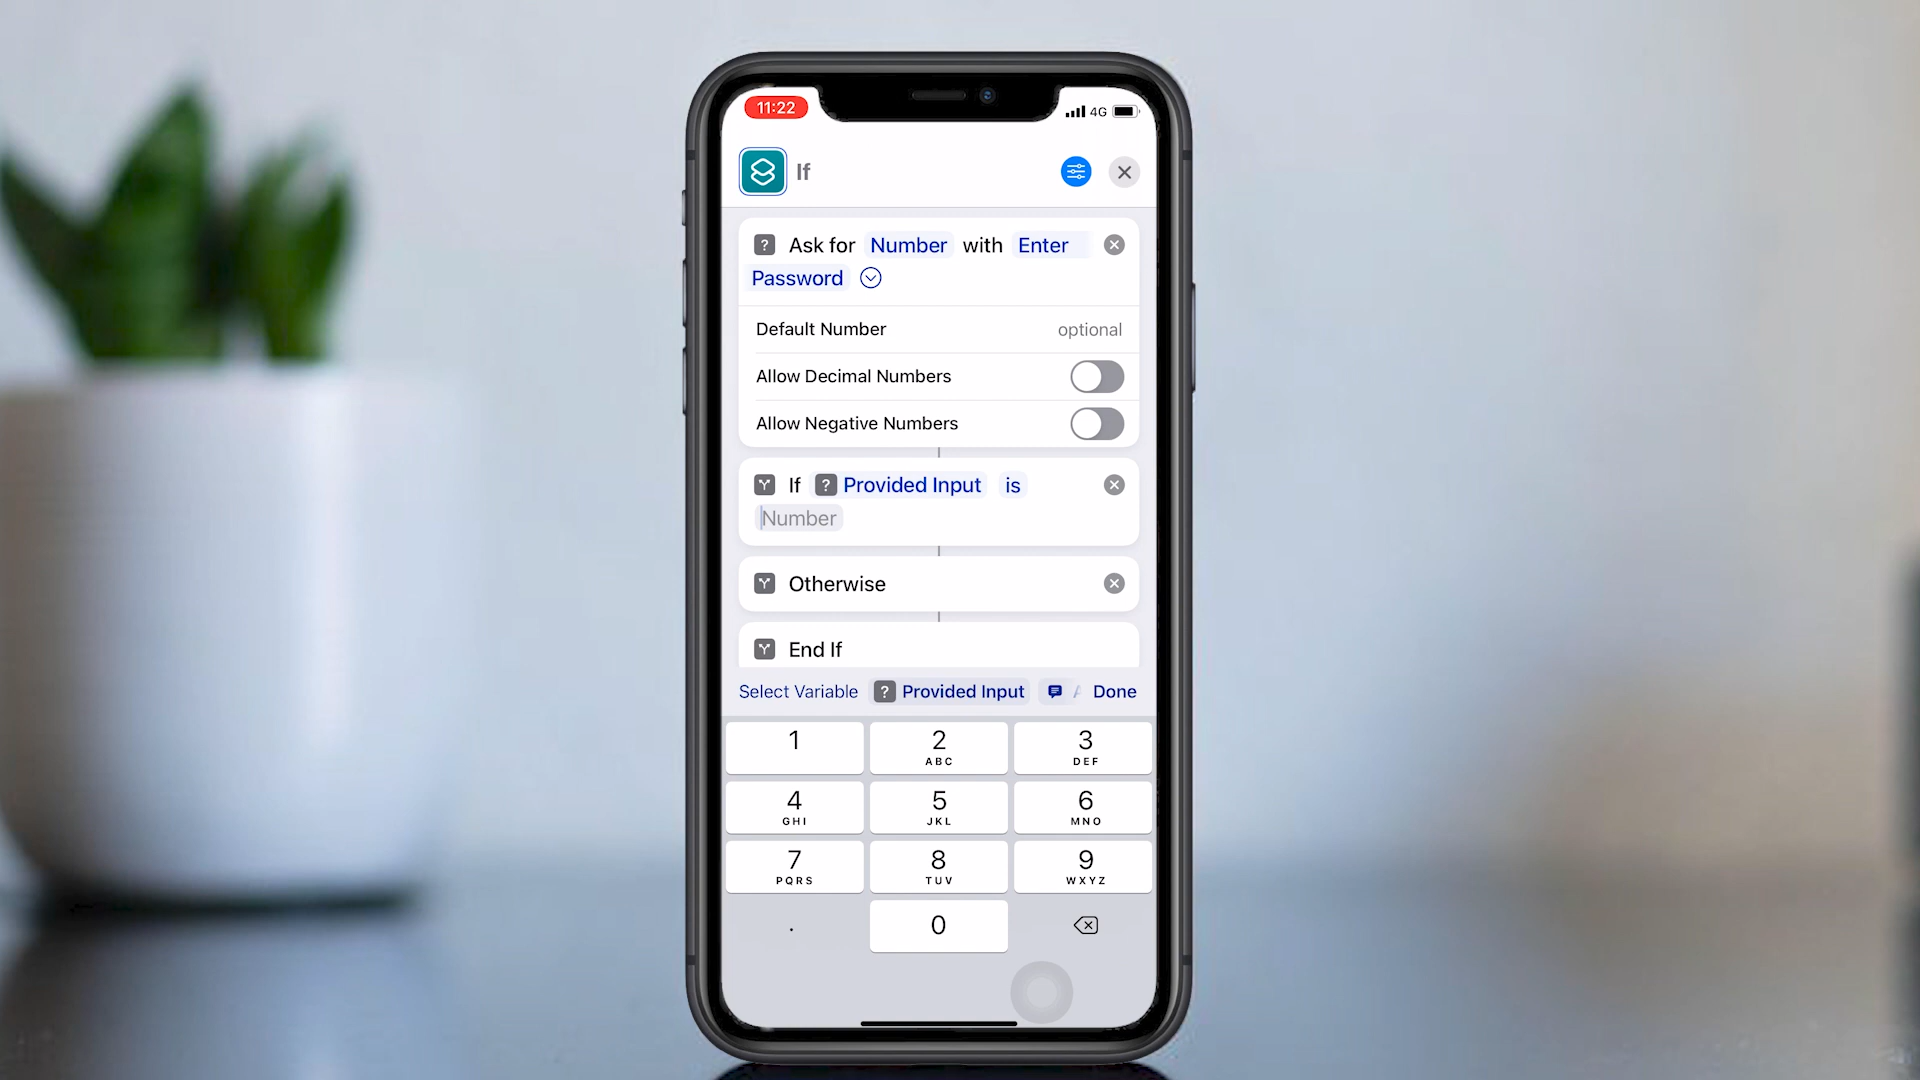 11:22
4G
If
? Ask for Number with Enter
Password
Default Number optional
Allow Decimal Numbers
Allow Negative Numbers
If ? Provided Input is
Number
Otherwise
End If
Select Variable ? Provided Input Done
1 2 3
ABC DEF
4 5 6
GHI JKL MNO
7 8 9
PQRS TUV WXYZ
. 0